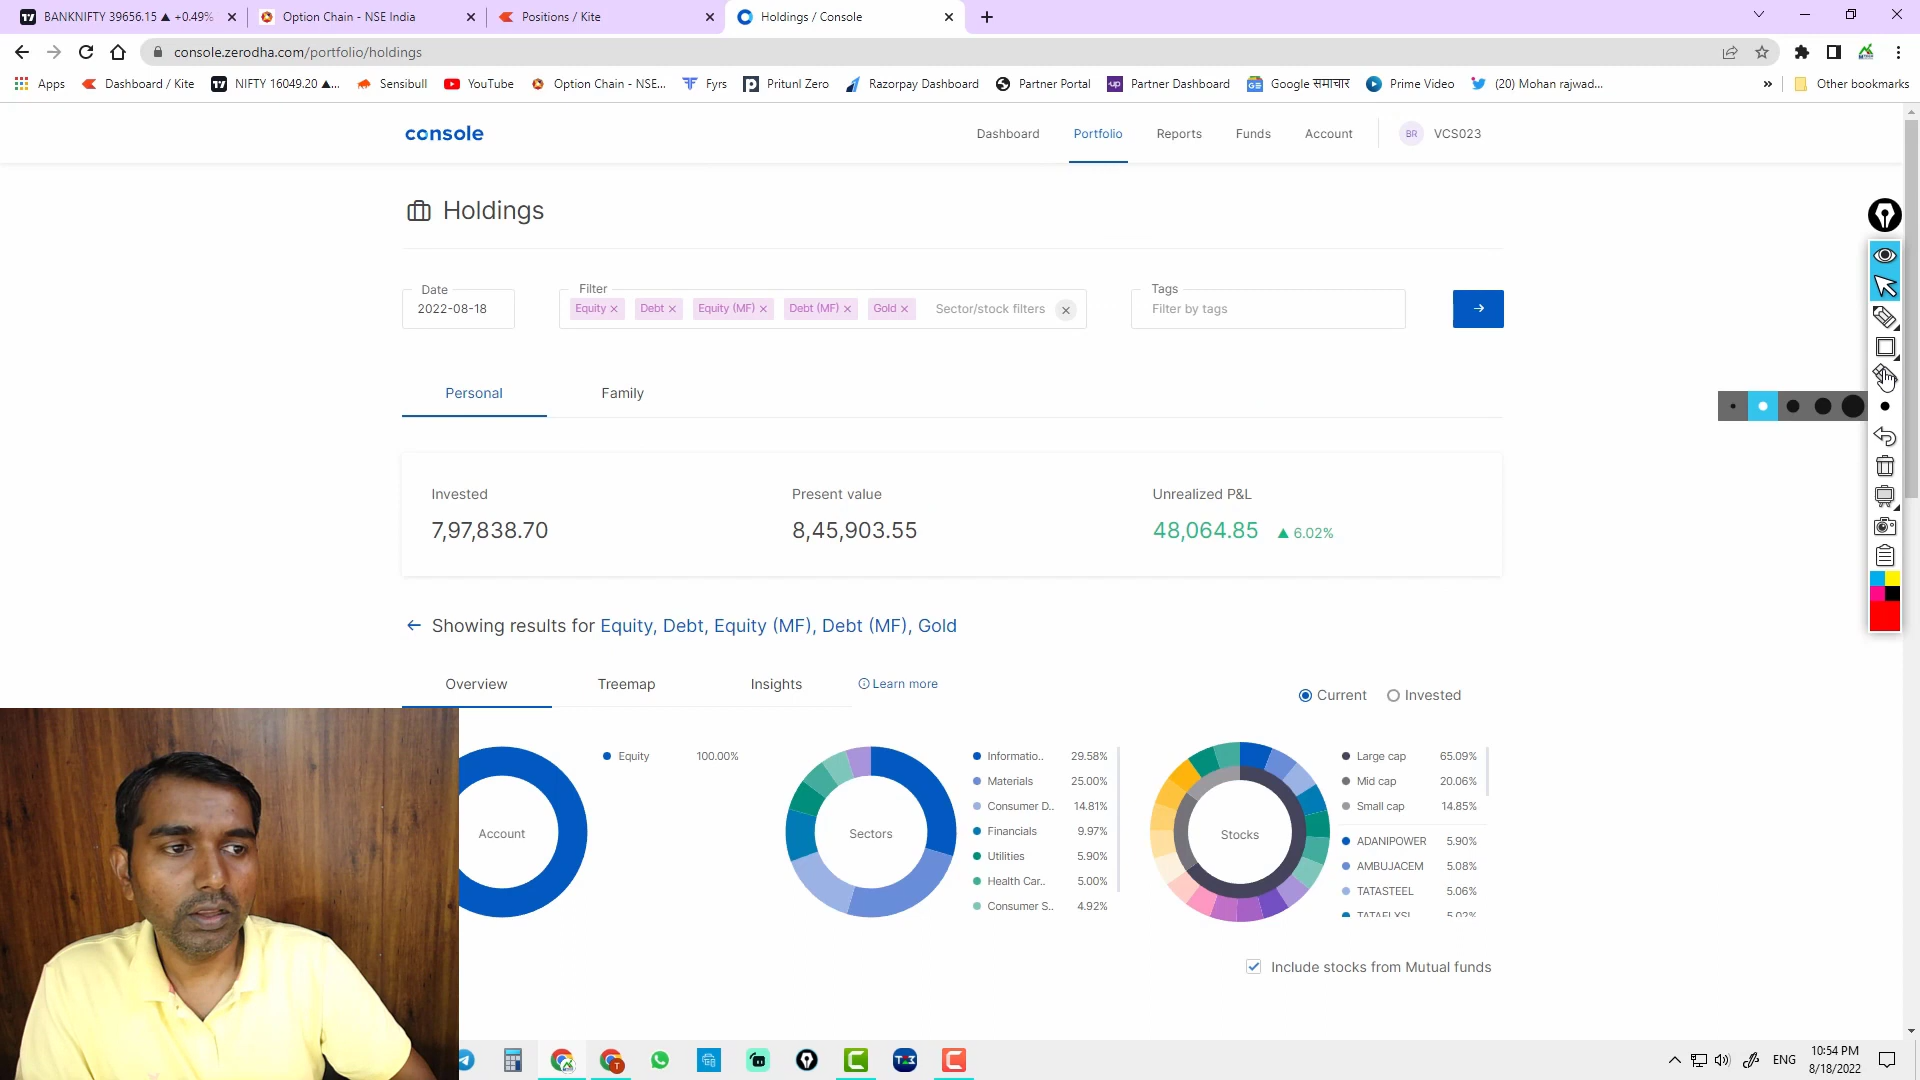 BANKNIFTY 39656.15 ▲ +0.49%
Option Chain - NSE India
Positions / Kite
Holdings / Console
console.zerodha.com/portfolio/holdings
Apps
Dashboard / Kite
NIFTY 16049.20 ▲...
Sensibull
YouTube
Option Chain - NSE...
Fyrs
Pritunl Zero
Razorpay Dashboard
Partner Portal
Partner Dashboard
Google समाचार
Prime Video
(20) Mohan rajwad...
»
Other bookmarks
console
Dashboard
Portfolio
Reports
Funds
Account
BR
VCS023
Holdings
Date
2022-08-18
Filter
Equity ×
Debt ×
Equity (MF) ×
Debt (MF) ×
Gold ×
Sector/stock filters
Tags
Filter by tags
Personal
Family
Invested
7,97,838.70
Present value
8,45,903.55
Unrealized P&L
48,064.85 ▲ 6.02%
← Showing results for Equity, Debt, Equity (MF), Debt (MF), Gold
Overview
Treemap
Insights
Learn more
Current
Invested
Account
Equity 100.00%
Sectors
Informatio.. 29.58%
Materials 25.00%
Consumer D.. 14.81%
Financials 9.97%
Utilities 5.90%
Health Car.. 5.00%
Consumer S.. 4.92%
Stocks
Large cap 65.09%
Mid cap 20.06%
Small cap 14.85%
ADANIPOWER 5.90%
AMBUJACEM 5.08%
TATASTEEL 5.06%
TATAELXSI 5.02%
Include stocks from Mutual funds
ENG
10:54 PM
8/18/2022